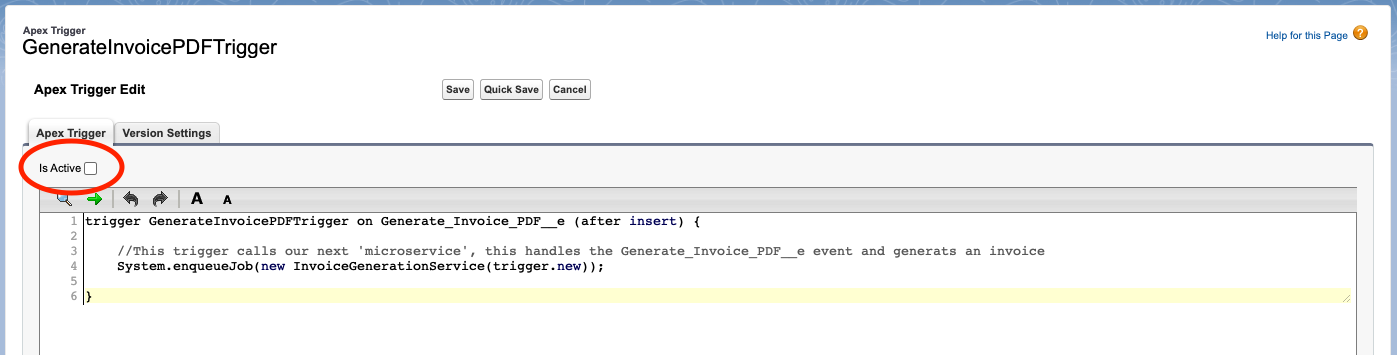 Apex Trigger
GenerateInvoicePDFTrigger
Help for this Page ?
Apex Trigger Edit
Save Quick Save Cancel
Apex Trigger Version Settings
Is Active
A A
1 trigger GenerateInvoicePDFTrigger on Generate_Invoice_PDF__e (after insert) {
2
3     //This trigger calls our next 'microservice', this handles the Generate_Invoice_PDF__e event and generats an invoice
4     System.enqueueJob(new InvoiceGenerationService(trigger.new));
5
6 }